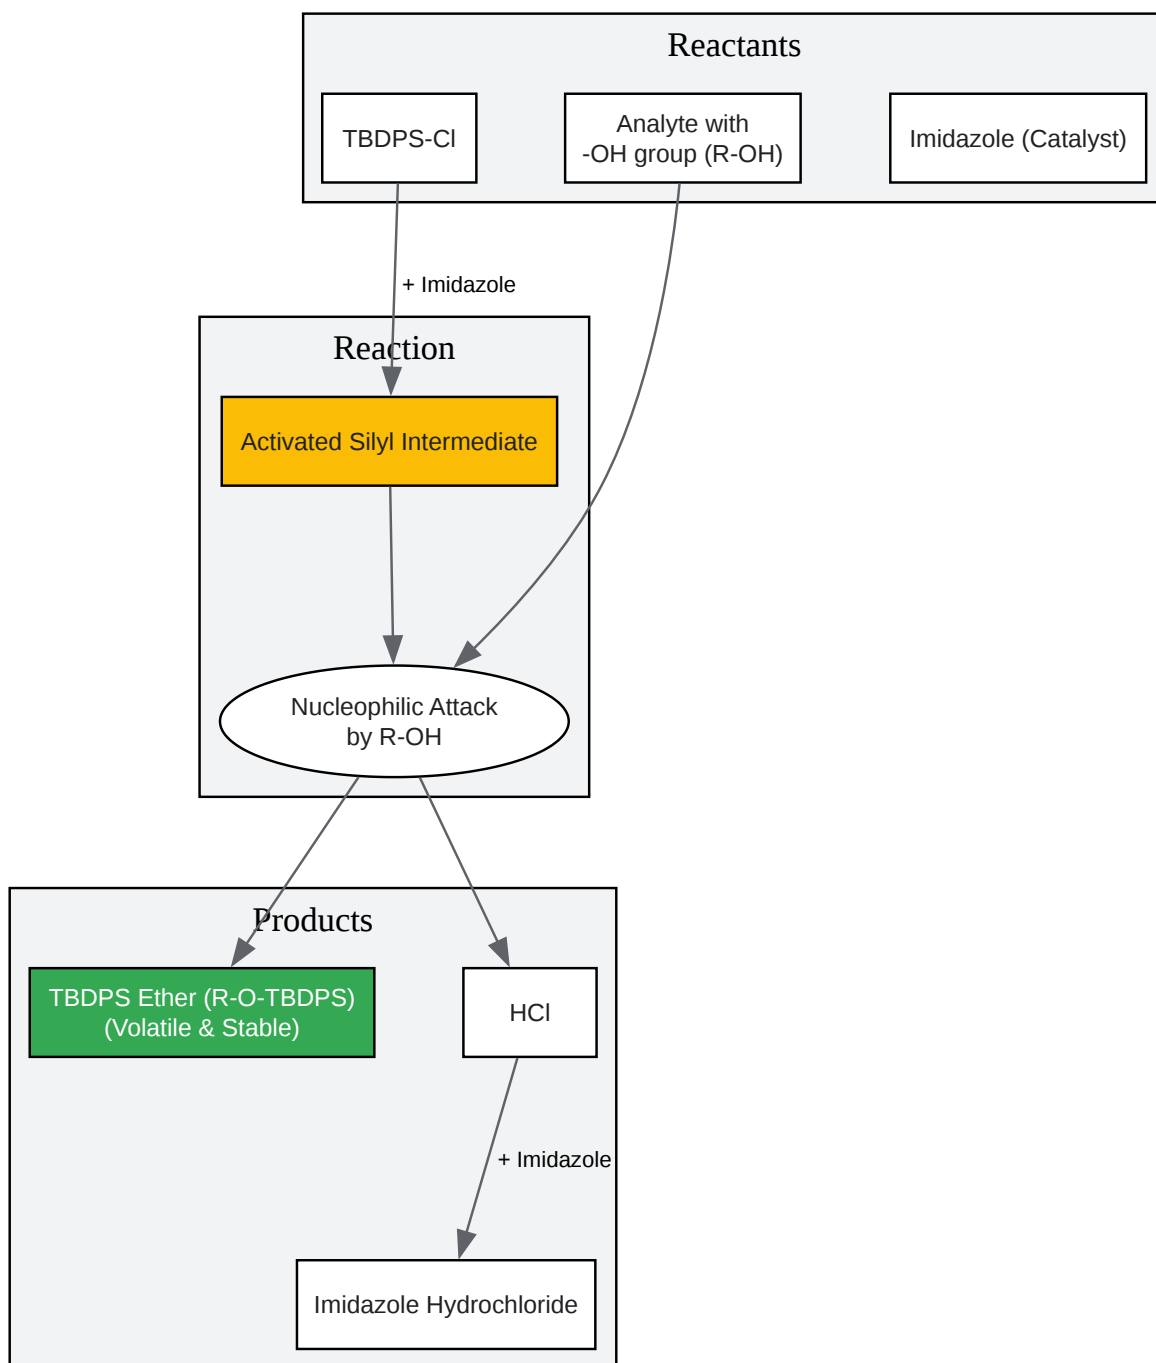 Reactants
TBDPS-Cl
Analyte with
-OH group (R-OH)
Imidazole (Catalyst)
+ Imidazole
Reaction
Activated Silyl Intermediate
Nucleophilic Attack
by R-OH
Products
TBDPS Ether (R-O-TBDPS)
(Volatile & Stable)
HCl
+ Imidazole
Imidazole Hydrochloride